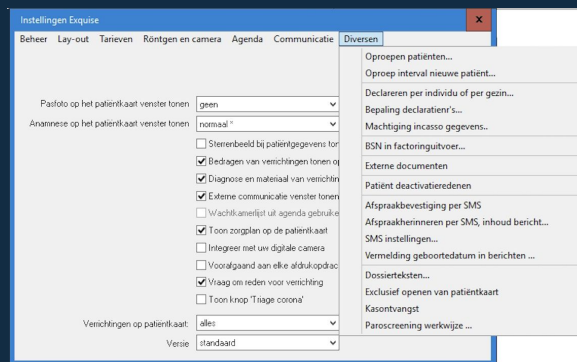 Instellingen Exquise
x
Beheer Lay-out Tarieven Röntgen en camera Agenda Communicatie Diversen
Oproepen patiënten...
Oproep interval nieuwe patiënt...
Declareren per individu of per gezin...
Bepaling declaratienr's...
Machtiging incasso gegevens..
BSN in factoringuitvoer...
Externe documenten
Patiënt deactivatieredenen
Afspraakbevestiging per SMS
Afspraakherinneren per SMS, inhoud bericht...
SMS instellingen...
Vermelding geboortedatum in berichten ...
Dossierteksten...
Exclusief openen van patiëntkaart
Kasontvangst
Paroscreening werkwijze ...
Pasfoto op het patiëntkaart venster tonen geen
Anamnese op het patiëntkaart venster tonen normaal *
Sterrenbeeld bij patiëntgegevens ton
Bedragen van verrichtingen tonen op
Diagnose en materiaal van verrichtin
Externe communicatie venster tonen
Wachtkamerlijst uit agenda gebruike
Toon zorgplan op de patiëntkaart
Integreer met uw digitale camera
Voorafgaand aan elke afdrukopdrac
Vraag om reden voor verrichting
Toon knop 'Triage corona'
Verrichtingen op patiëntkaart: alles
Versie standaard